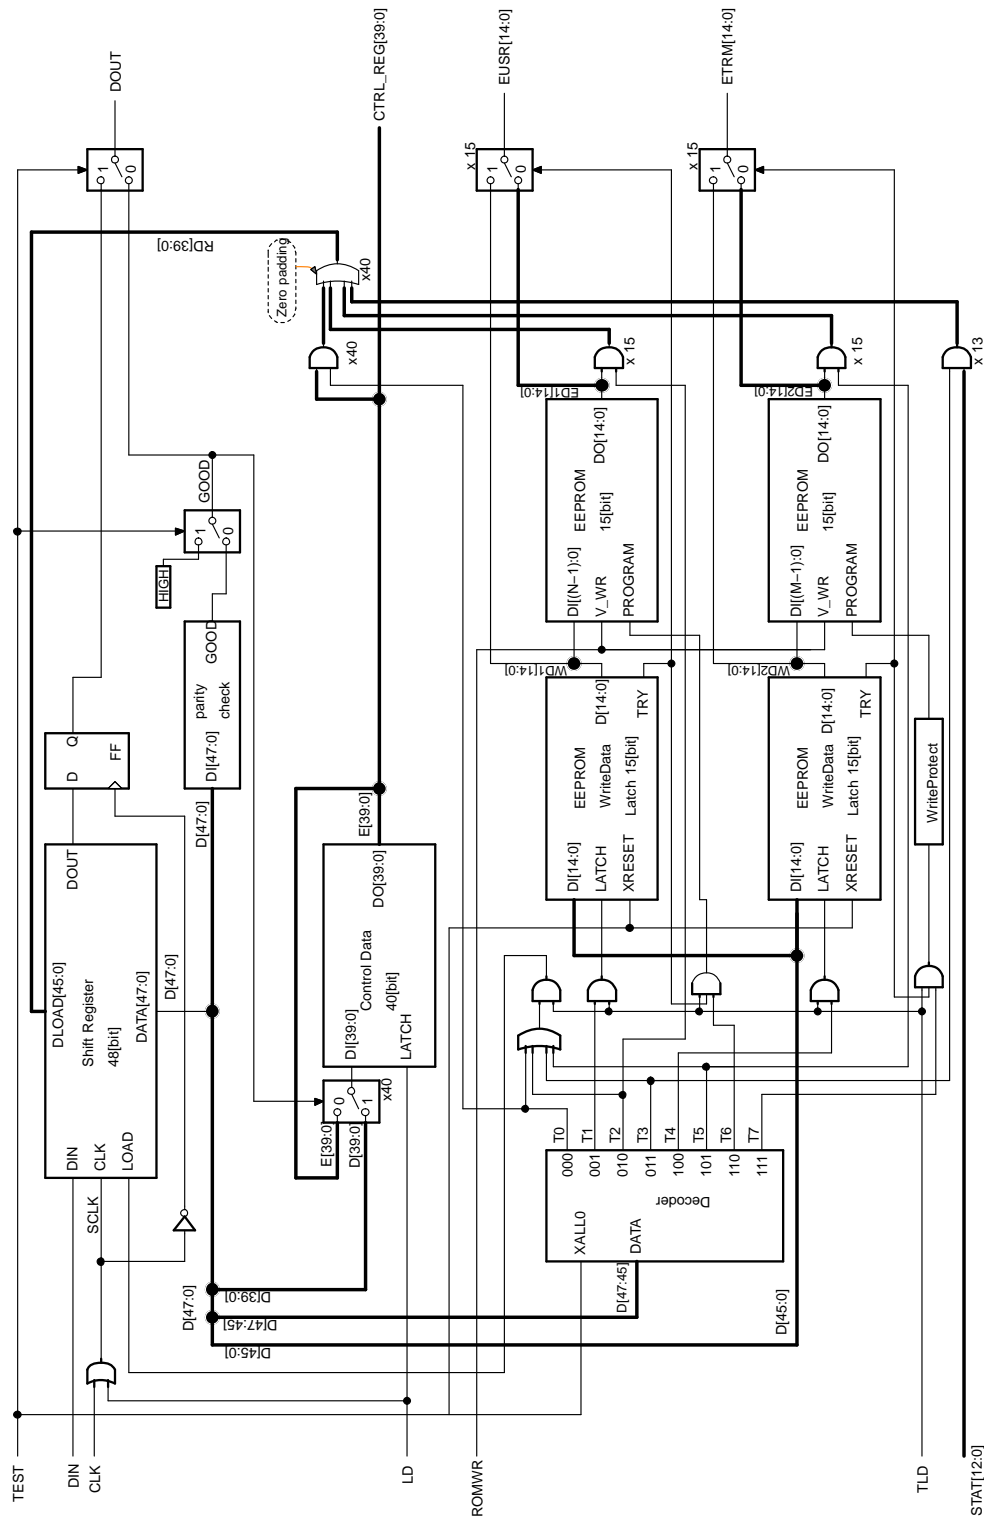 TEST
DIN
CLK
LD
ROMWR
TLD
STAT[12:0]
DIN
CLK
LOAD
SCLK
Shift Register
48[bit]
DLOAD[45:0]
DATA[47:0]
DOUT
D[47:0]
D[47:0]
D[39:0]
D[47:45]
D[45:0]
D
Q
FF
D[47:0]
DI[47:0]
parity
check
GOOD
HIGH
1
0
GOOD
1
0
DOUT
RD[39:0]
Zero padding
x40
x40
CTRL_REG[39:0]
E[39:0]
D[39:0]
0
1
x40
DI[39:0]
LATCH
Control Data
40[bit]
DO[39:0]
E[39:0]
XALL0
DATA
D[47:45]
Decoder
000
001
010
011
100
101
110
111
T0
T1
T2
T3
T4
T5
T6
T7
D[45:0]
DI[14:0]
LATCH
XRESET
EEPROM
WriteData
Latch 15[bit]
D[14:0]
TRY
WD1[14:0]
DI[(N−1):0]
V_WR
PROGRAM
EEPROM
15[bit]
DO[14:0]
ED1[14:0]
x 15
1
0
x 15
EUSR[14:0]
DI[14:0]
LATCH
XRESET
EEPROM
WriteData
Latch 15[bit]
D[14:0]
TRY
WD2[14:0]
DI[(M−1):0]
V_WR
PROGRAM
EEPROM
15[bit]
DO[14:0]
ED2[14:0]
x 15
1
0
x 15
ETRM[14:0]
WriteProtect
x 13